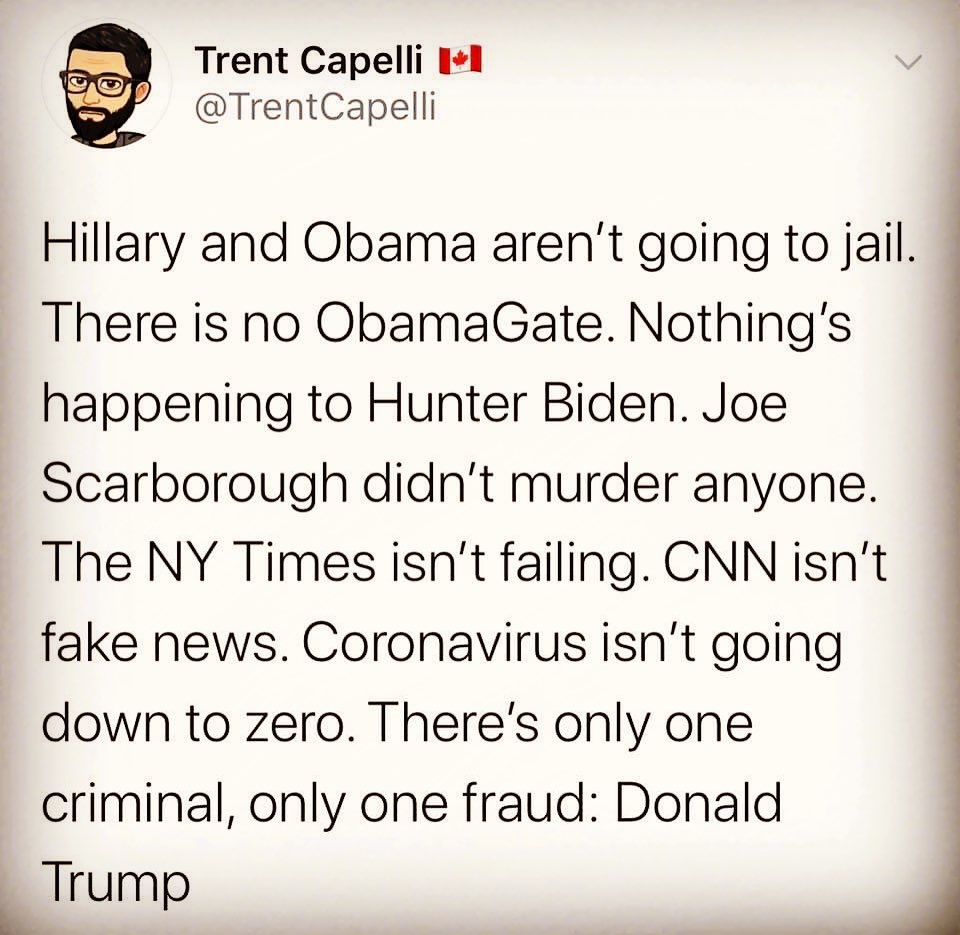 Trent Capelli 🇨🇦
@TrentCapelli
Hillary and Obama aren’t going to jail.
There is no ObamaGate. Nothing’s
happening to Hunter Biden. Joe
Scarborough didn’t murder anyone.
The NY Times isn’t failing. CNN isn’t
fake news. Coronavirus isn’t going
down to zero. There’s only one
criminal, only one fraud: Donald
Trump